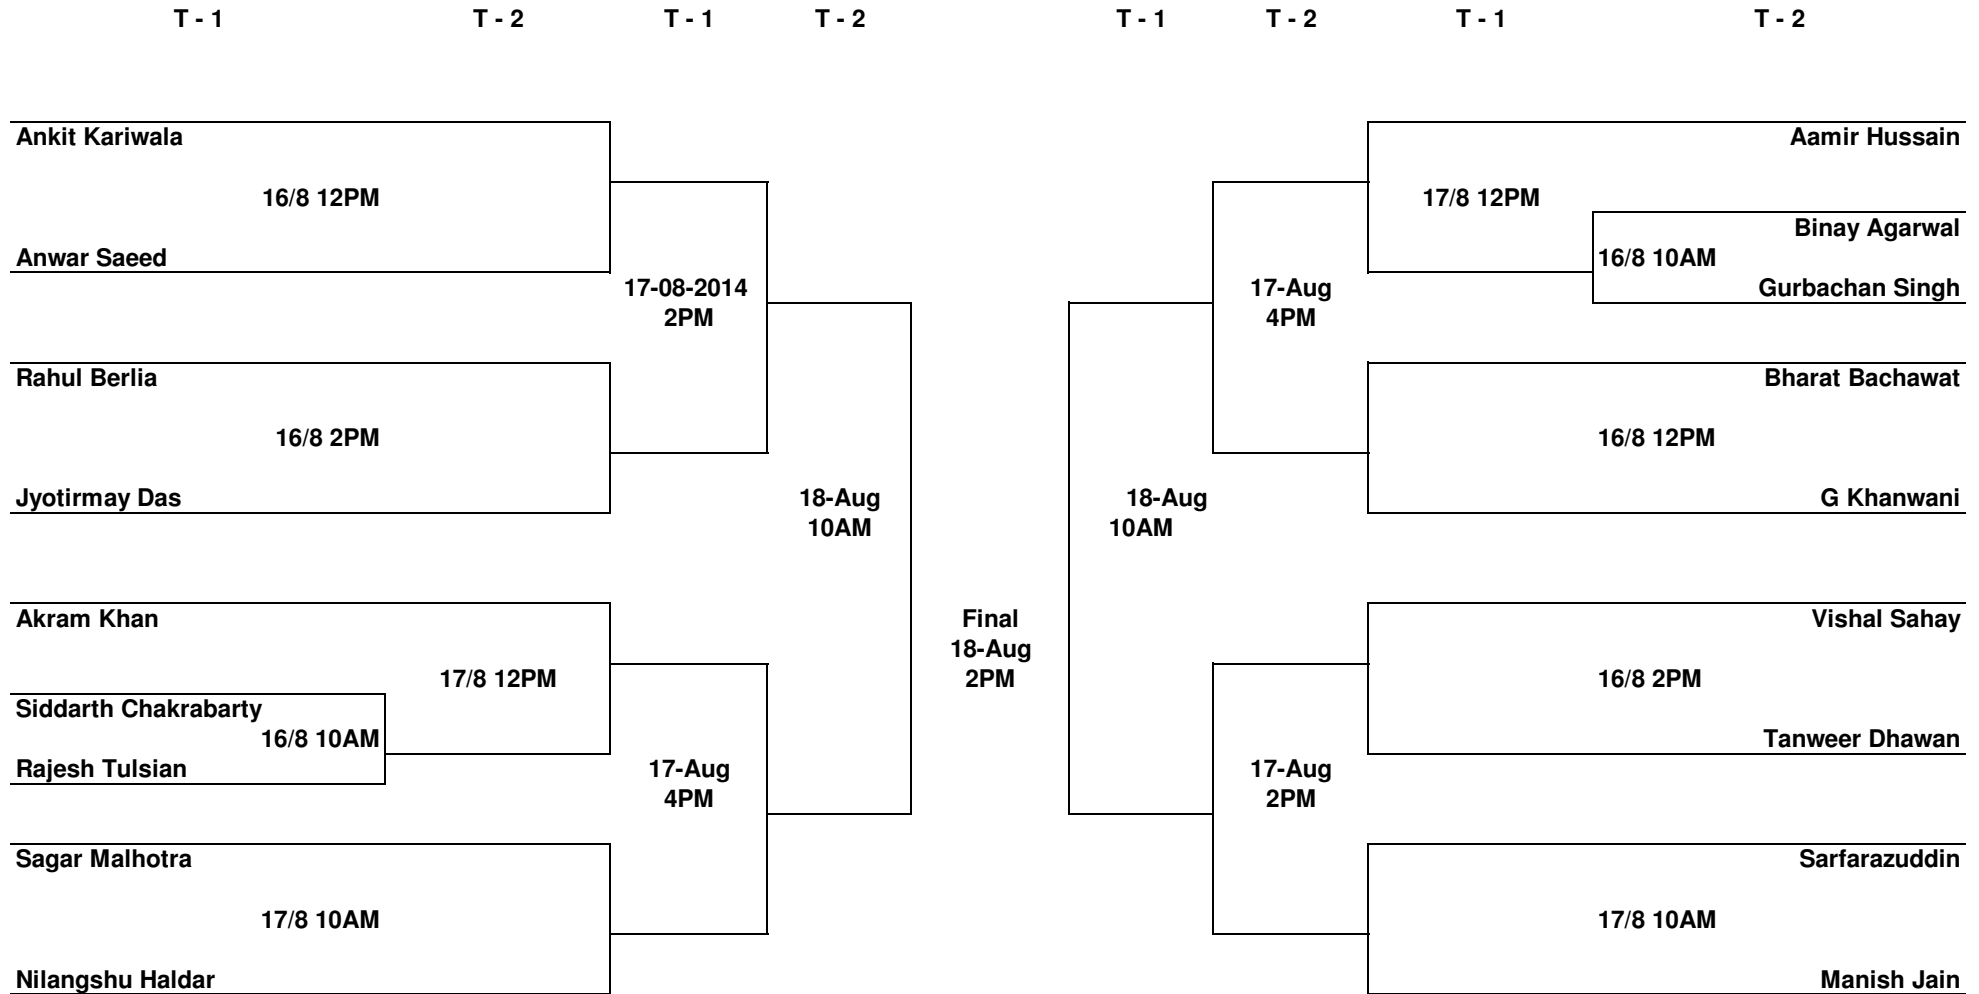 T - 1 T - 2 T - 1 T - 2 T - 1 T - 2 T - 1 T - 2
Ankit Kariwala Aamir Hussain
16/8 12PM 17/8 12PM
Binay Agarwal
Anwar Saeed 16/8 10AM
17-08-2014 17-Aug Gurbachan Singh
2PM 4PM
Rahul Berlia Bharat Bachawat
16/8 2PM 16/8 12PM
Jyotirmay Das 18-Aug 18-Aug G Khanwani
10AM 10AM
Akram Khan Final Vishal Sahay
18-Aug
17/8 12PM 2PM 16/8 2PM
Siddarth Chakrabarty
16/8 10AM Tanweer Dhawan
Rajesh Tulsian 17-Aug 17-Aug
4PM 2PM
Sagar Malhotra Sarfarazuddin
17/8 10AM 17/8 10AM
Nilangshu Haldar Manish Jain